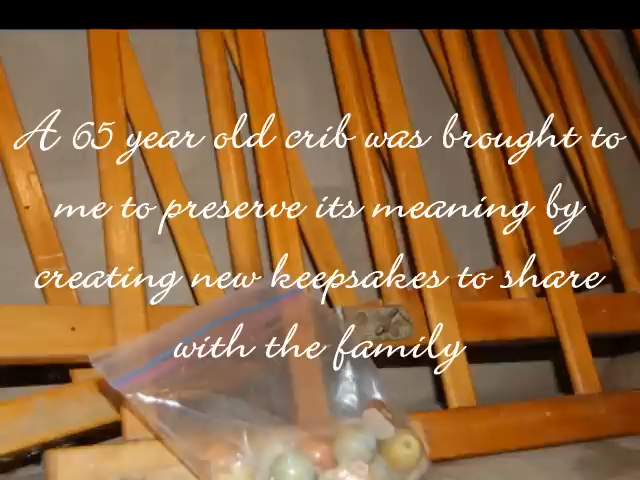 A 65 year old crib was brought to
me to preserve its meaning by
creating new keepsakes to share
with the family